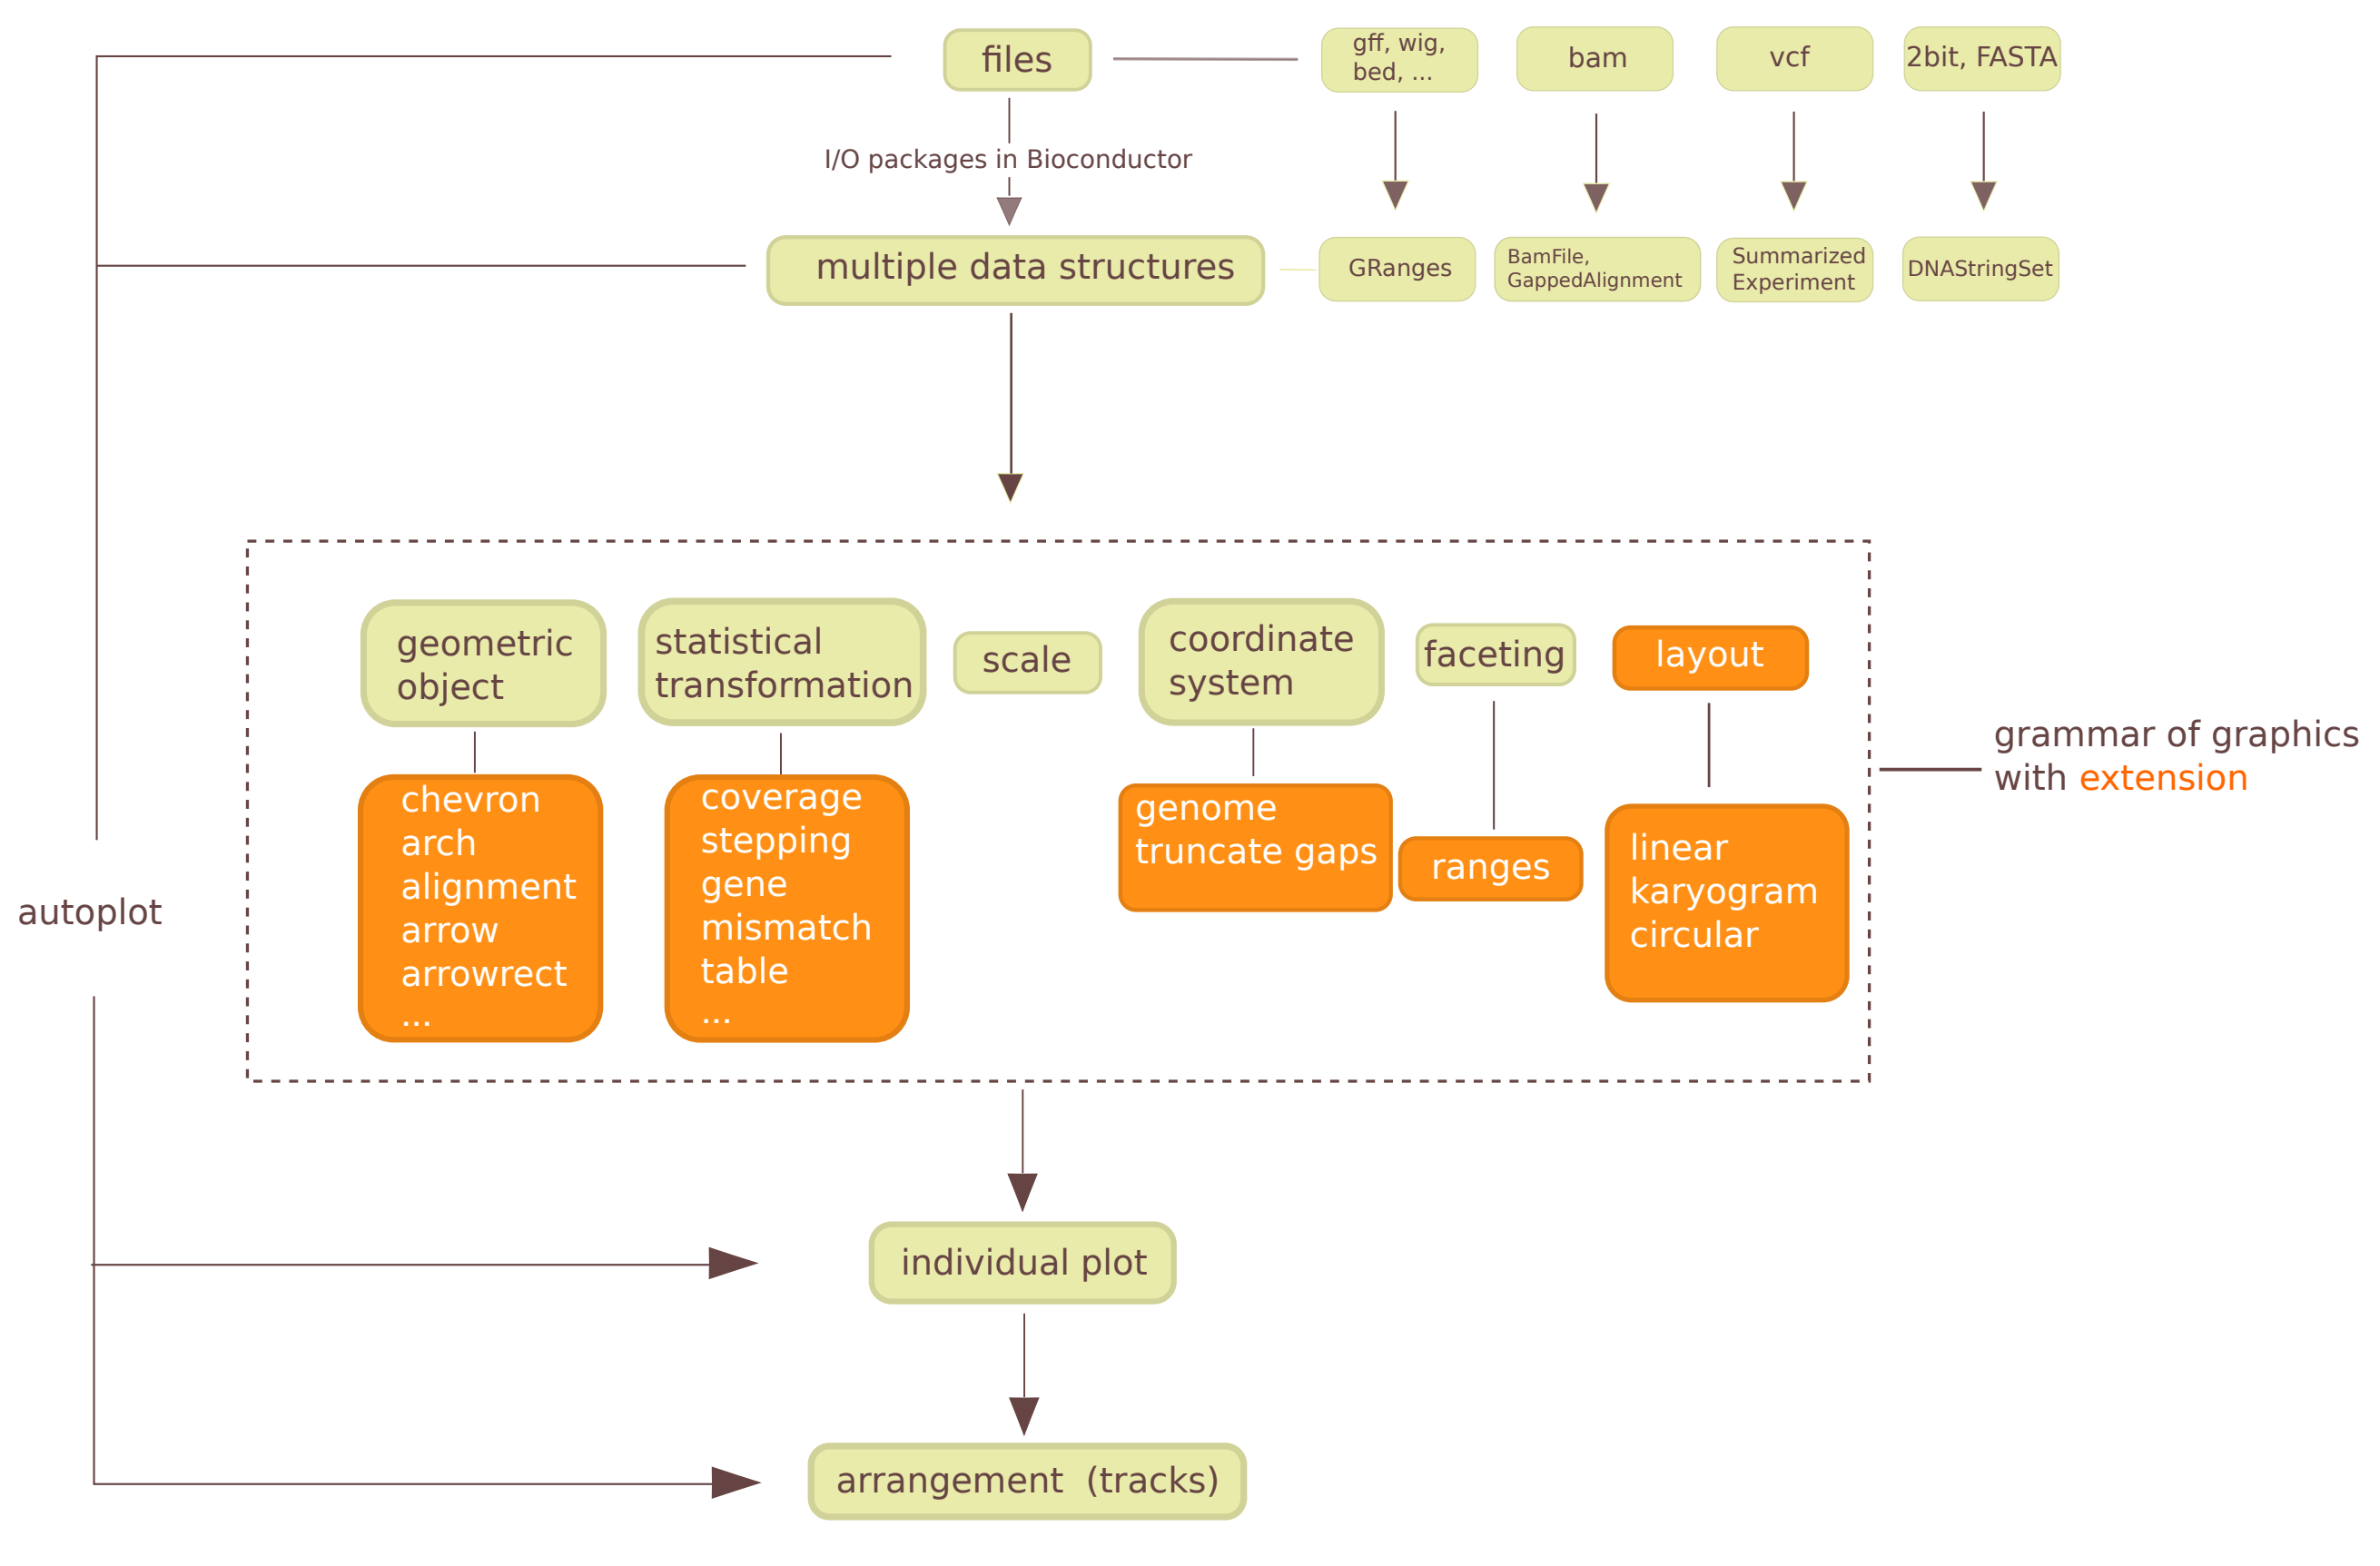 files
gff, wig,
bed, ...
bam
vcf
2bit, FASTA
I/O packages in Bioconductor
multiple data structures
GRanges
BamFile,
GappedAlignment
Summarized
Experiment
DNAStringSet
geometric
object
statistical
transformation
scale
coordinate
system
faceting
layout
chevron
arch
alignment
arrow
arrowrect
...
coverage
stepping
gene
mismatch
table
...
genome
truncate gaps
ranges
linear
karyogram
circular
grammar of graphics
with extension
autoplot
individual plot
arrangement (tracks)